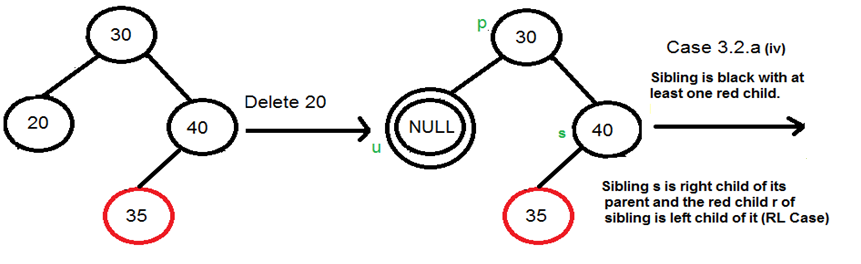 30
20
40
35
Delete 20
p
30
NULL
u
s
40
35
Case 3.2.a (iv)
Sibling is black with at
least one red child.
Sibling s is right child of its
parent and the red child r of
sibling is left child of it (RL Case)